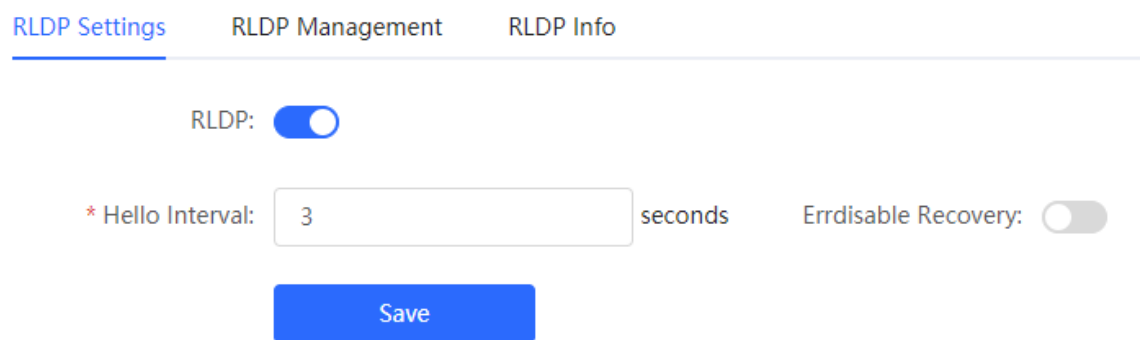 RLDP Settings RLDP Management RLDP Info
RLDP:
* Hello Interval: 3 seconds Errdisable Recovery:
Save